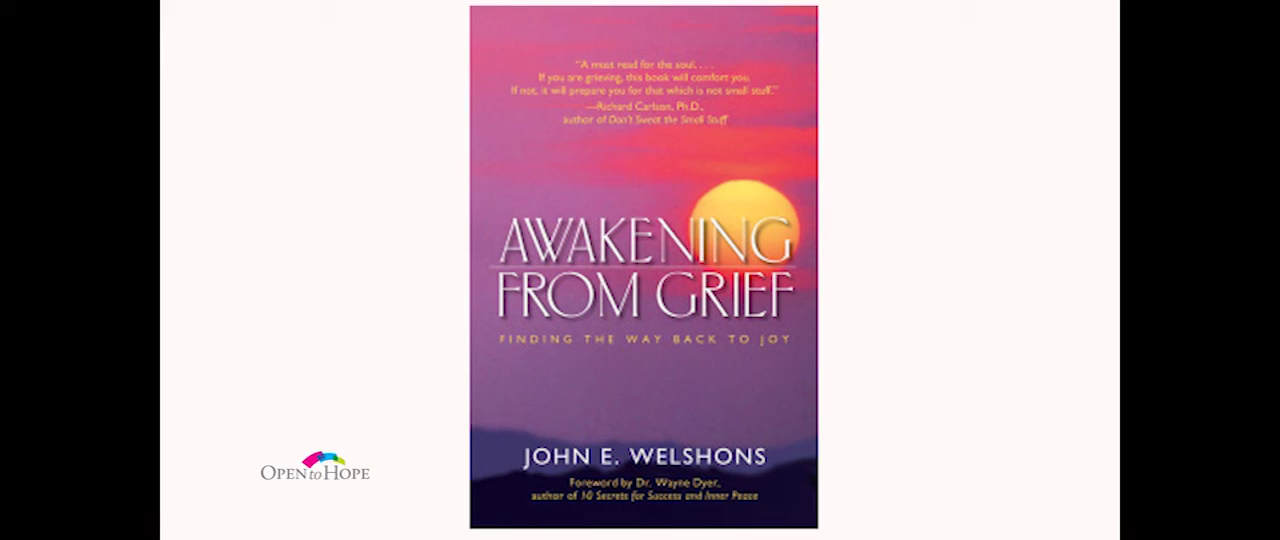 "A must read for the soul. . . .
If you are grieving, this book will comfort you.
If not, it will prepare you for that which is not small stuff."
—Richard Carlson, Ph.D.,
author of Don't Sweat the Small Stuff
AWAKENING
FROM GRIEF
FINDING THE WAY BACK TO JOY
JOHN E. WELSHONS
Foreword by Dr. Wayne Dyer,
author of 10 Secrets for Success and Inner Peace
OPEN to HOPE